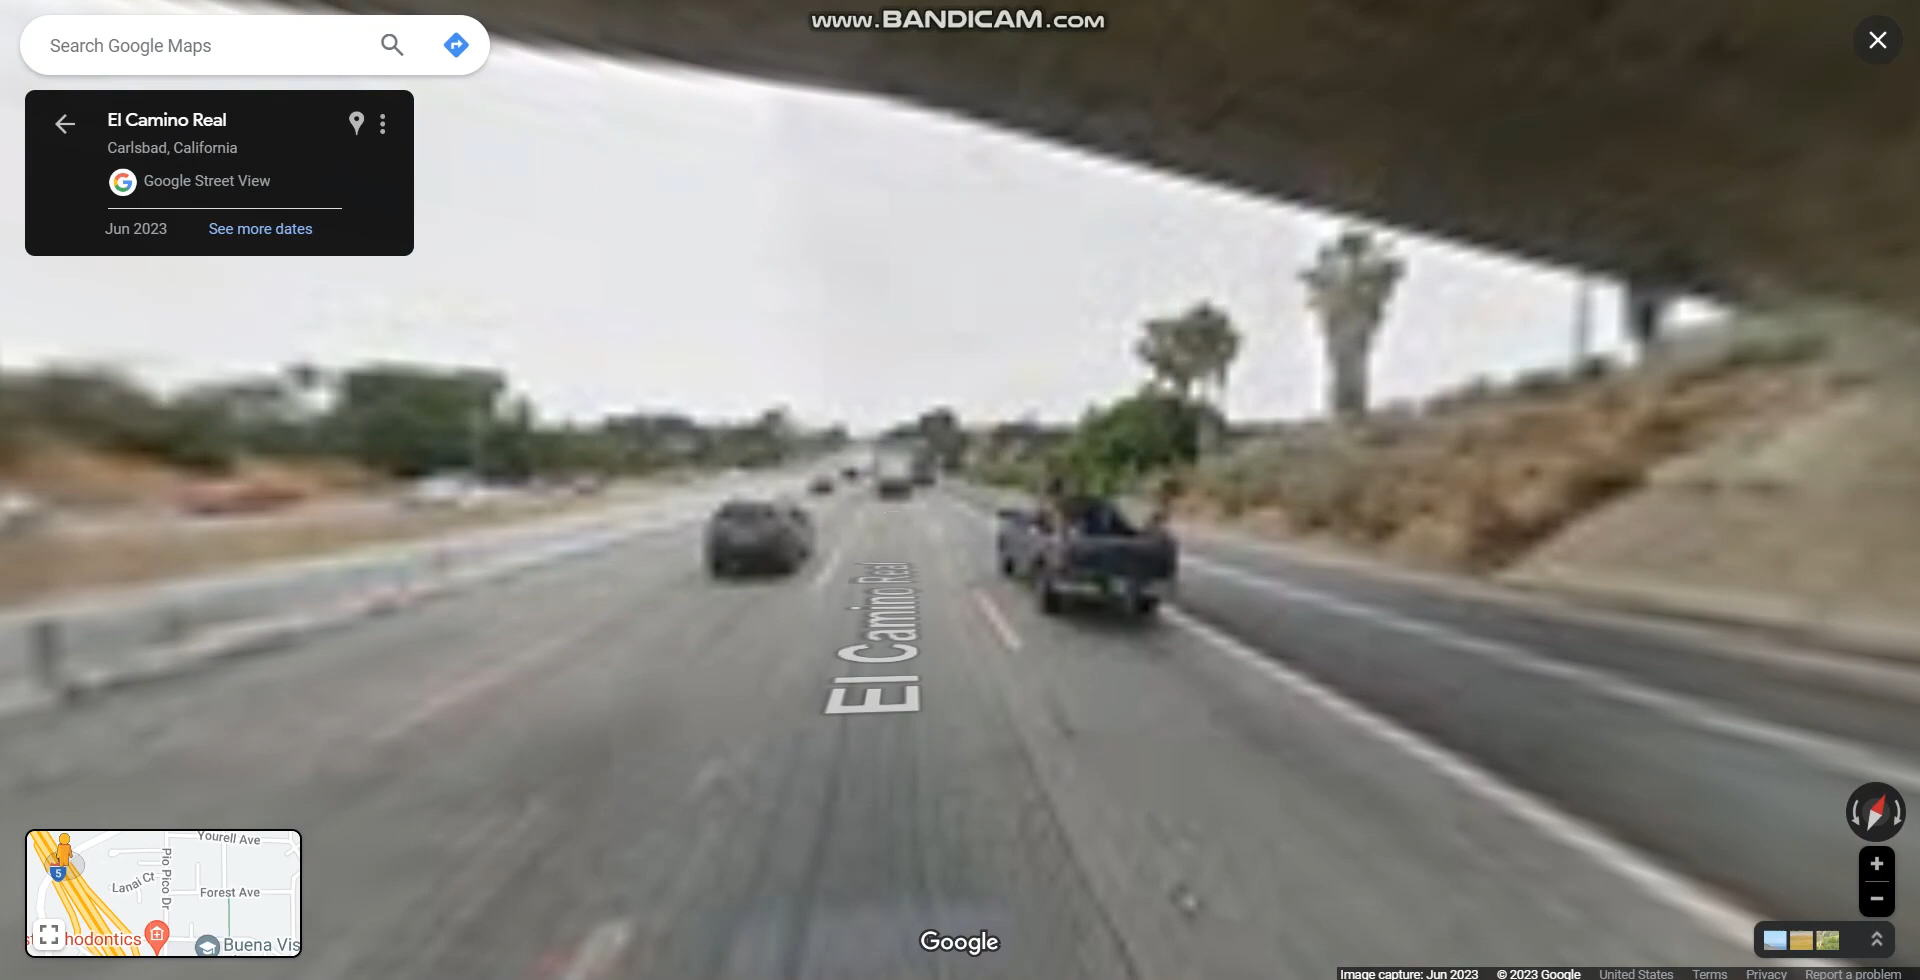 www.BANDICAM.com
Search Google Maps
El Camino Real
Carlsbad, California
Google Street View
Jun 2023
See more dates
El Camino Real
Yourell Ave
Pio Pico Dr
Lanai Ct
5
Forest Ave
hodontics
Buena Vis
Google
Image capture: Jun 2023 © 2023 Google United States Terms Privacy Report a problem